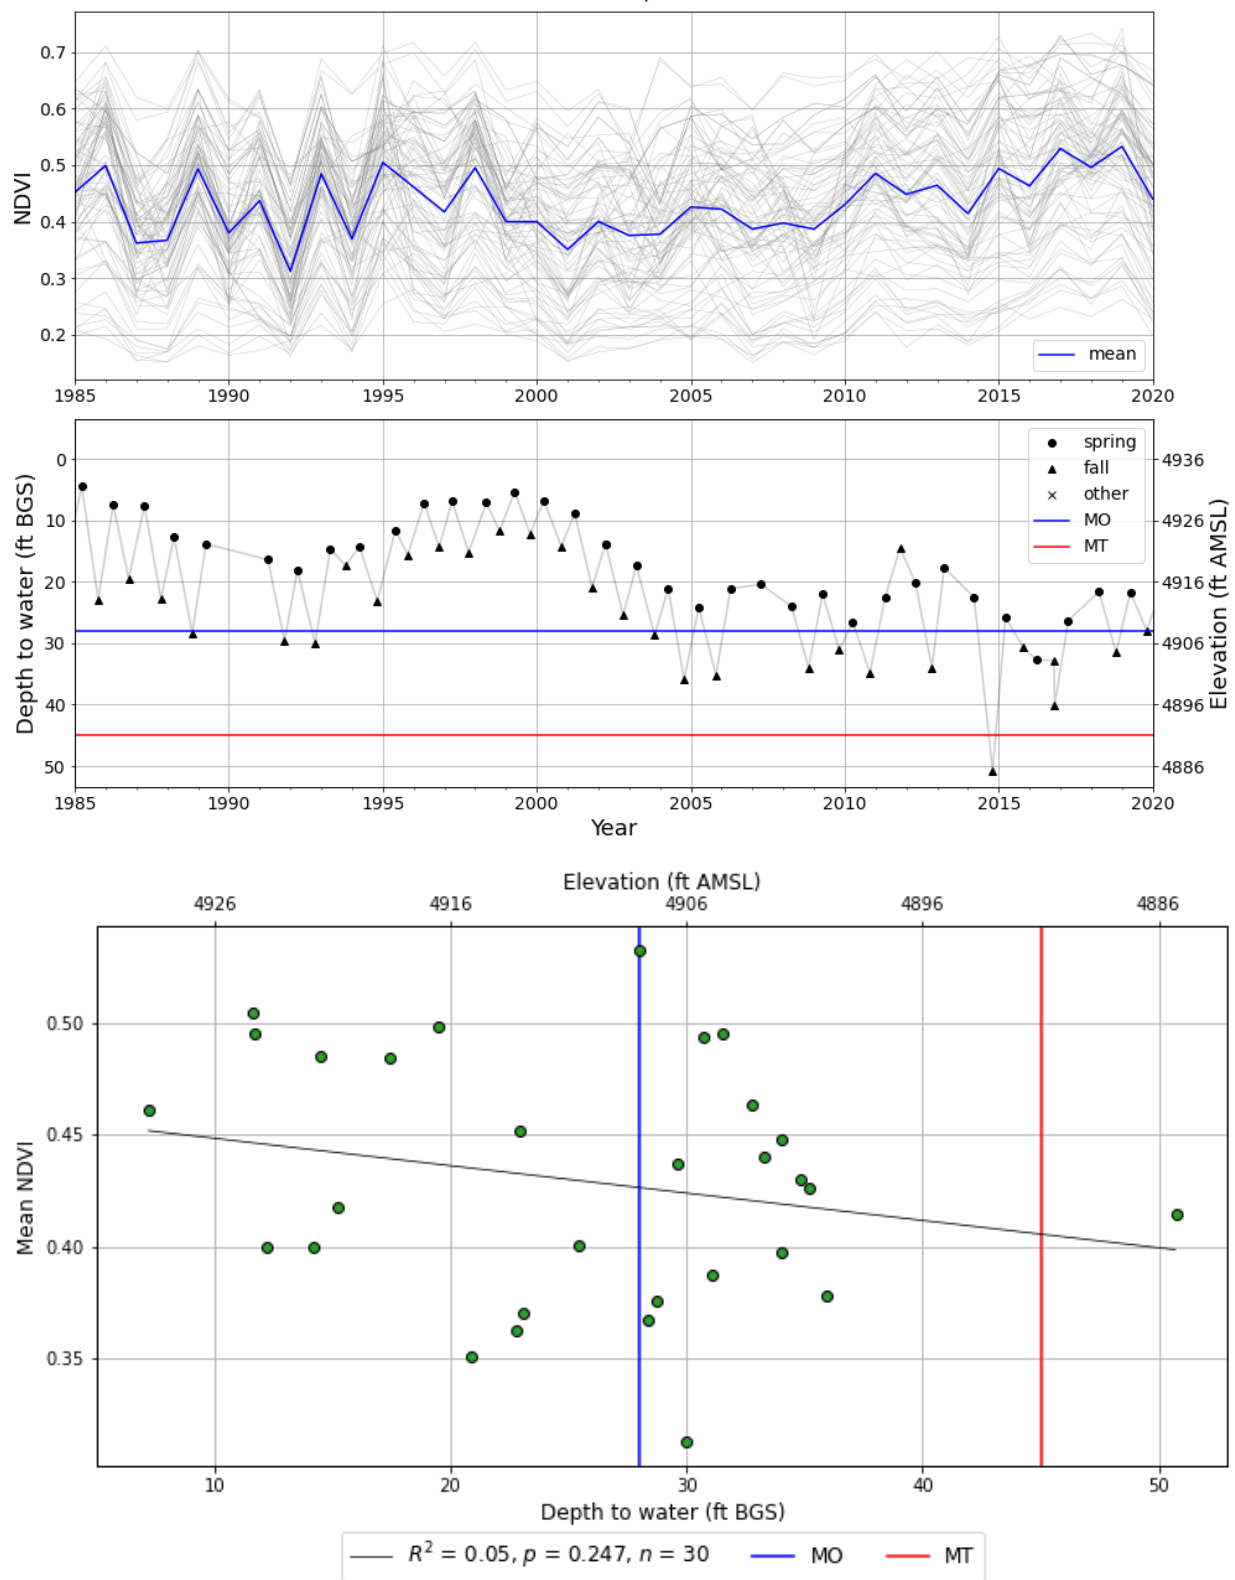 NDVI
0.7
0.6
0.5
0.4
0.3
0.2
mean
1985 1990 1995 2000 2005 2010 2015 2020
Depth to water (ft BGS)
0
10
20
30
40
50
spring
fall
other
MO
MT
4936
4926
4916
4906
4896
4886
Elevation (ft AMSL)
1985 1990 1995 2000 2005 2010 2015 2020
Year
Elevation (ft AMSL)
4926 4916 4906 4896 4886
Mean NDVI
0.50
0.45
0.40
0.35
10 20 30 40 50
Depth to water (ft BGS)
R² = 0.05, p = 0.247, n = 30 MO MT